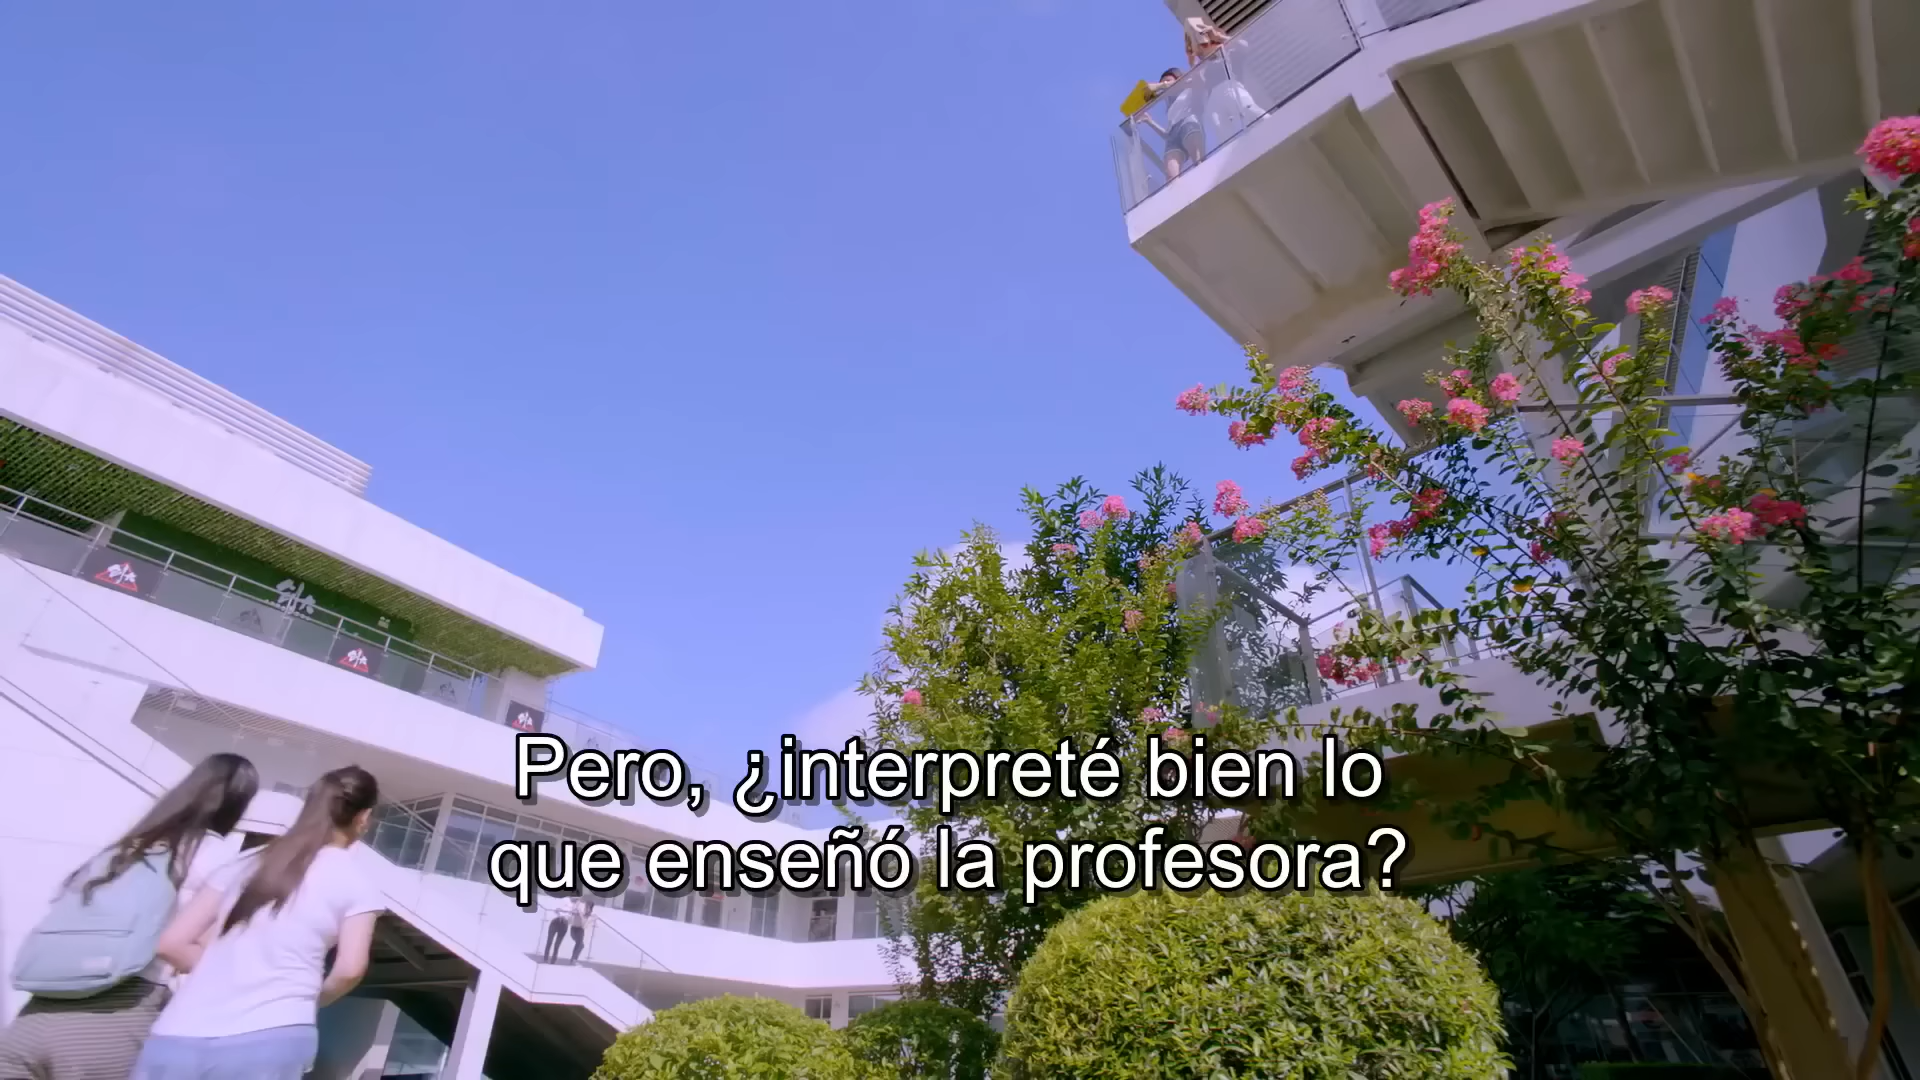 Pero, ¿interpreté bien lo
que enseñó la profesora?